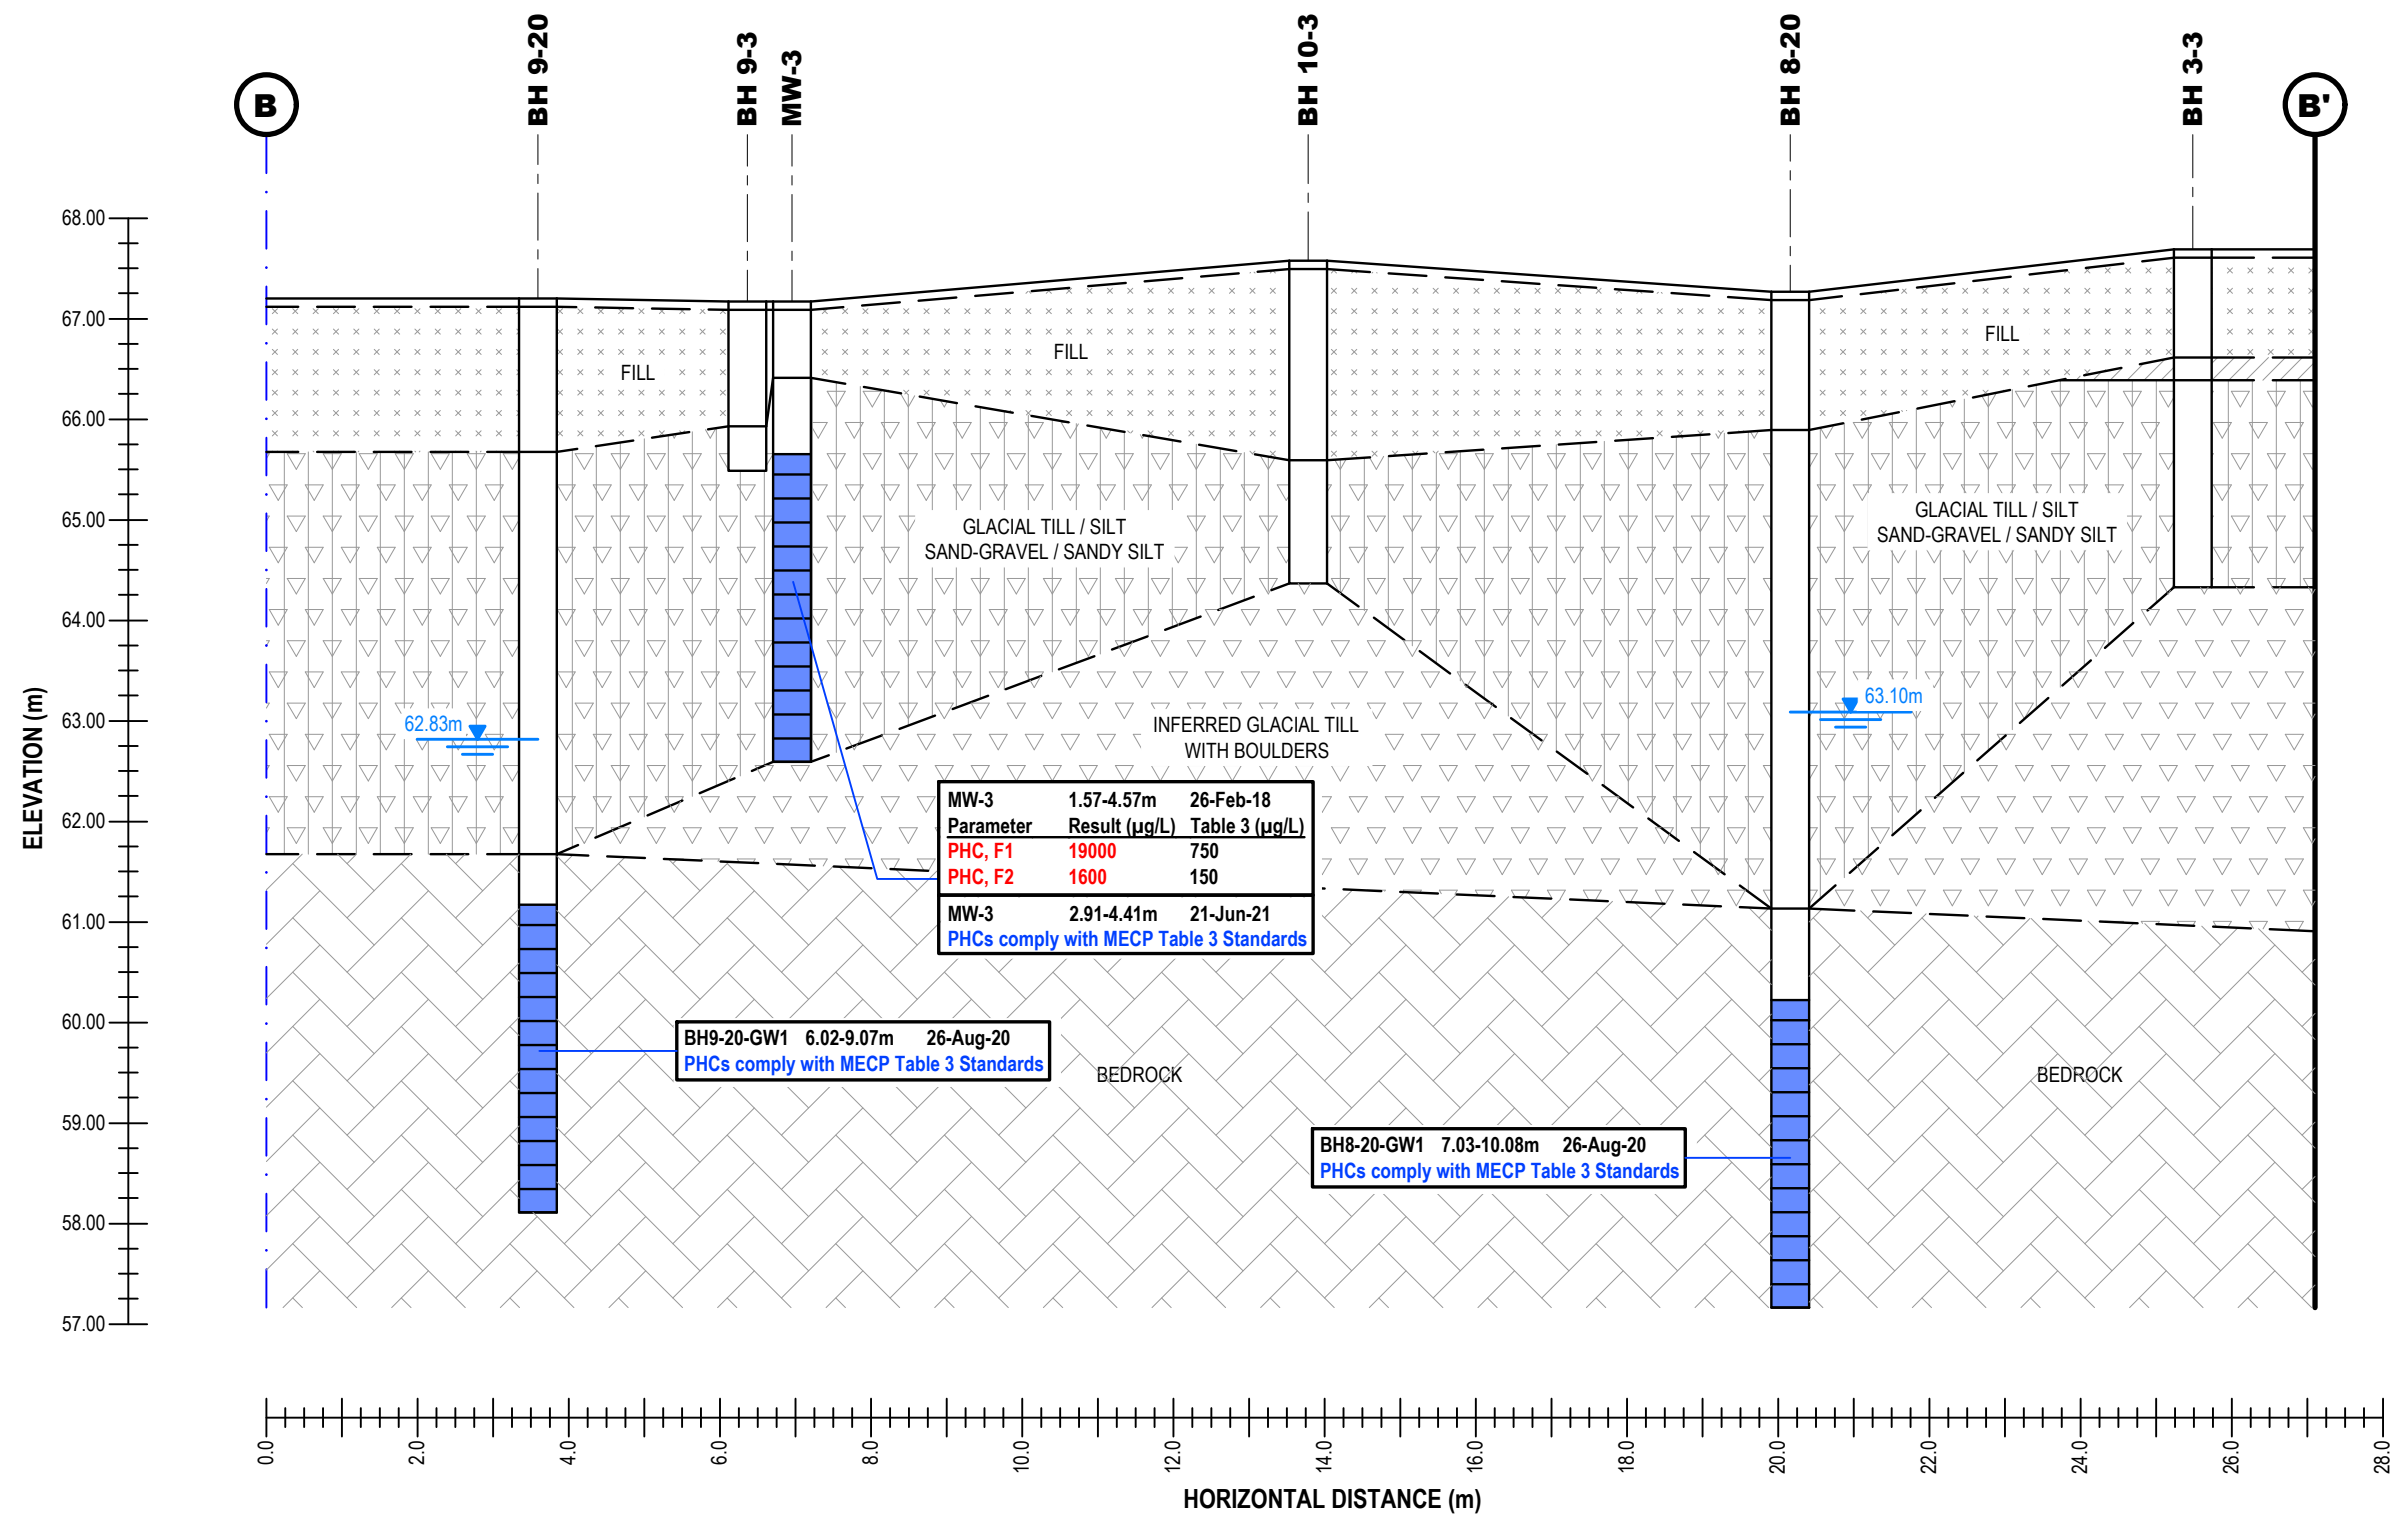 BH 9-20
BH 9-3
MW-3
BH 10-3
BH 8-20
BH 3-3
B
B'
68.00
67.00
66.00
65.00
64.00
63.00
62.00
61.00
60.00
59.00
58.00
57.00
ELEVATION (m)
FILL
FILL
FILL
GLACIAL TILL / SILT
SAND-GRAVEL / SANDY SILT
GLACIAL TILL / SILT
SAND-GRAVEL / SANDY SILT
62.83m
63.10m
INFERRED GLACIAL TILL
WITH BOULDERS
MW-3 1.57-4.57m 26-Feb-18
Parameter Result (µg/L) Table 3 (µg/L)
PHC, F1 19000 750
PHC, F2 1600 150
MW-3 2.91-4.41m 21-Jun-21
PHCs comply with MECP Table 3 Standards
BH9-20-GW1 6.02-9.07m 26-Aug-20
PHCs comply with MECP Table 3 Standards
BEDROCK
BEDROCK
BH8-20-GW1 7.03-10.08m 26-Aug-20
PHCs comply with MECP Table 3 Standards
0.0
2.0
4.0
6.0
8.0
10.0
12.0
14.0
16.0
18.0
20.0
22.0
24.0
26.0
28.0
HORIZONTAL DISTANCE (m)